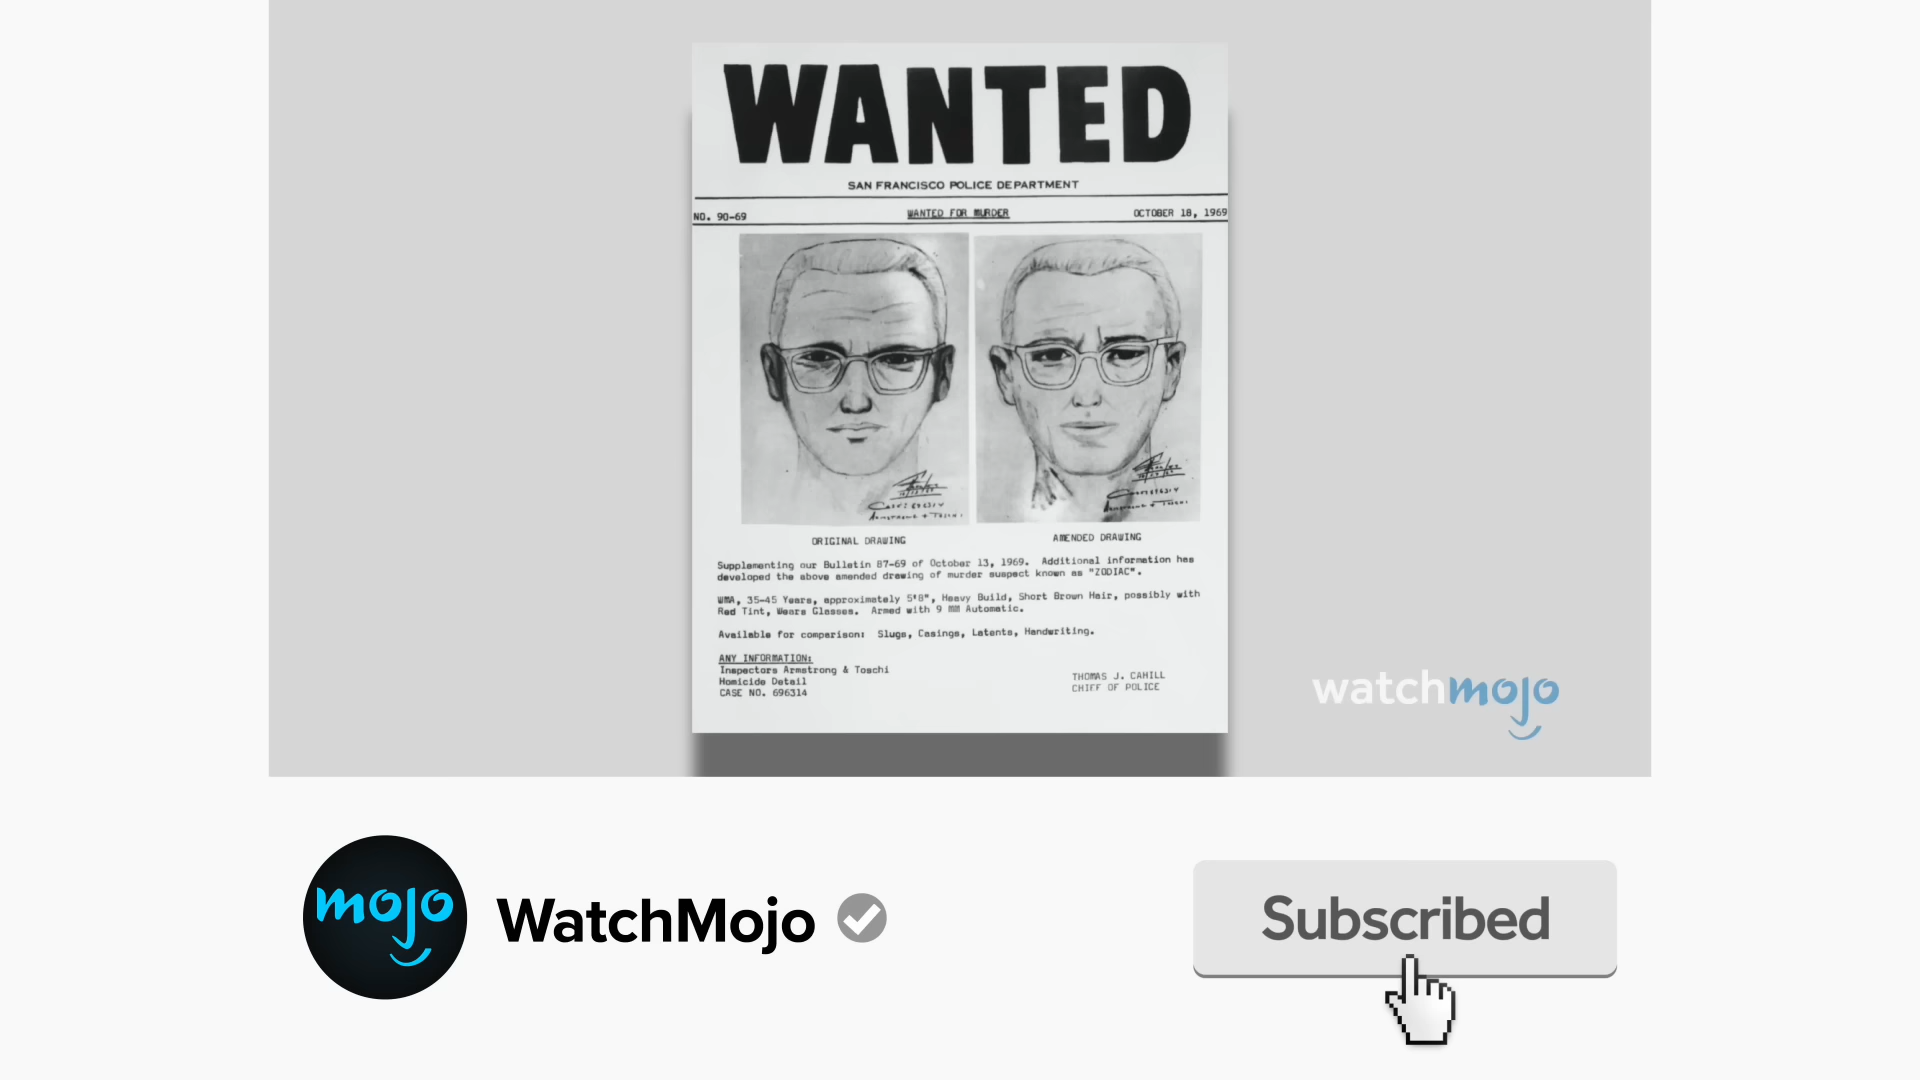 WANTED
SAN FRANCISCO POLICE DEPARTMENT
NO. 90-69 WANTED FOR MURDER OCTOBER 18, 1969
ORIGINAL DRAWING AMENDED DRAWING
Supplementing our Bulletin 87-69 of October 13, 1969. Additional information has
developed the above amended drawing of murder suspect known as "ZODIAC".
WMA, 35-45 Years, approximately 5'8", Heavy Build, Short Brown Hair, possibly with
Red Tint, Wears Glasses. Armed with 9 MM Automatic.
Available for comparison: Slugs, Casings, Latents, Handwriting.
ANY INFORMATION:
Inspectors Armstrong & Toschi
Homicide Detail
CASE NO. 696314
THOMAS J. CAHILL
CHIEF OF POLICE
watchmojo
mojo
WatchMojo
Subscribed